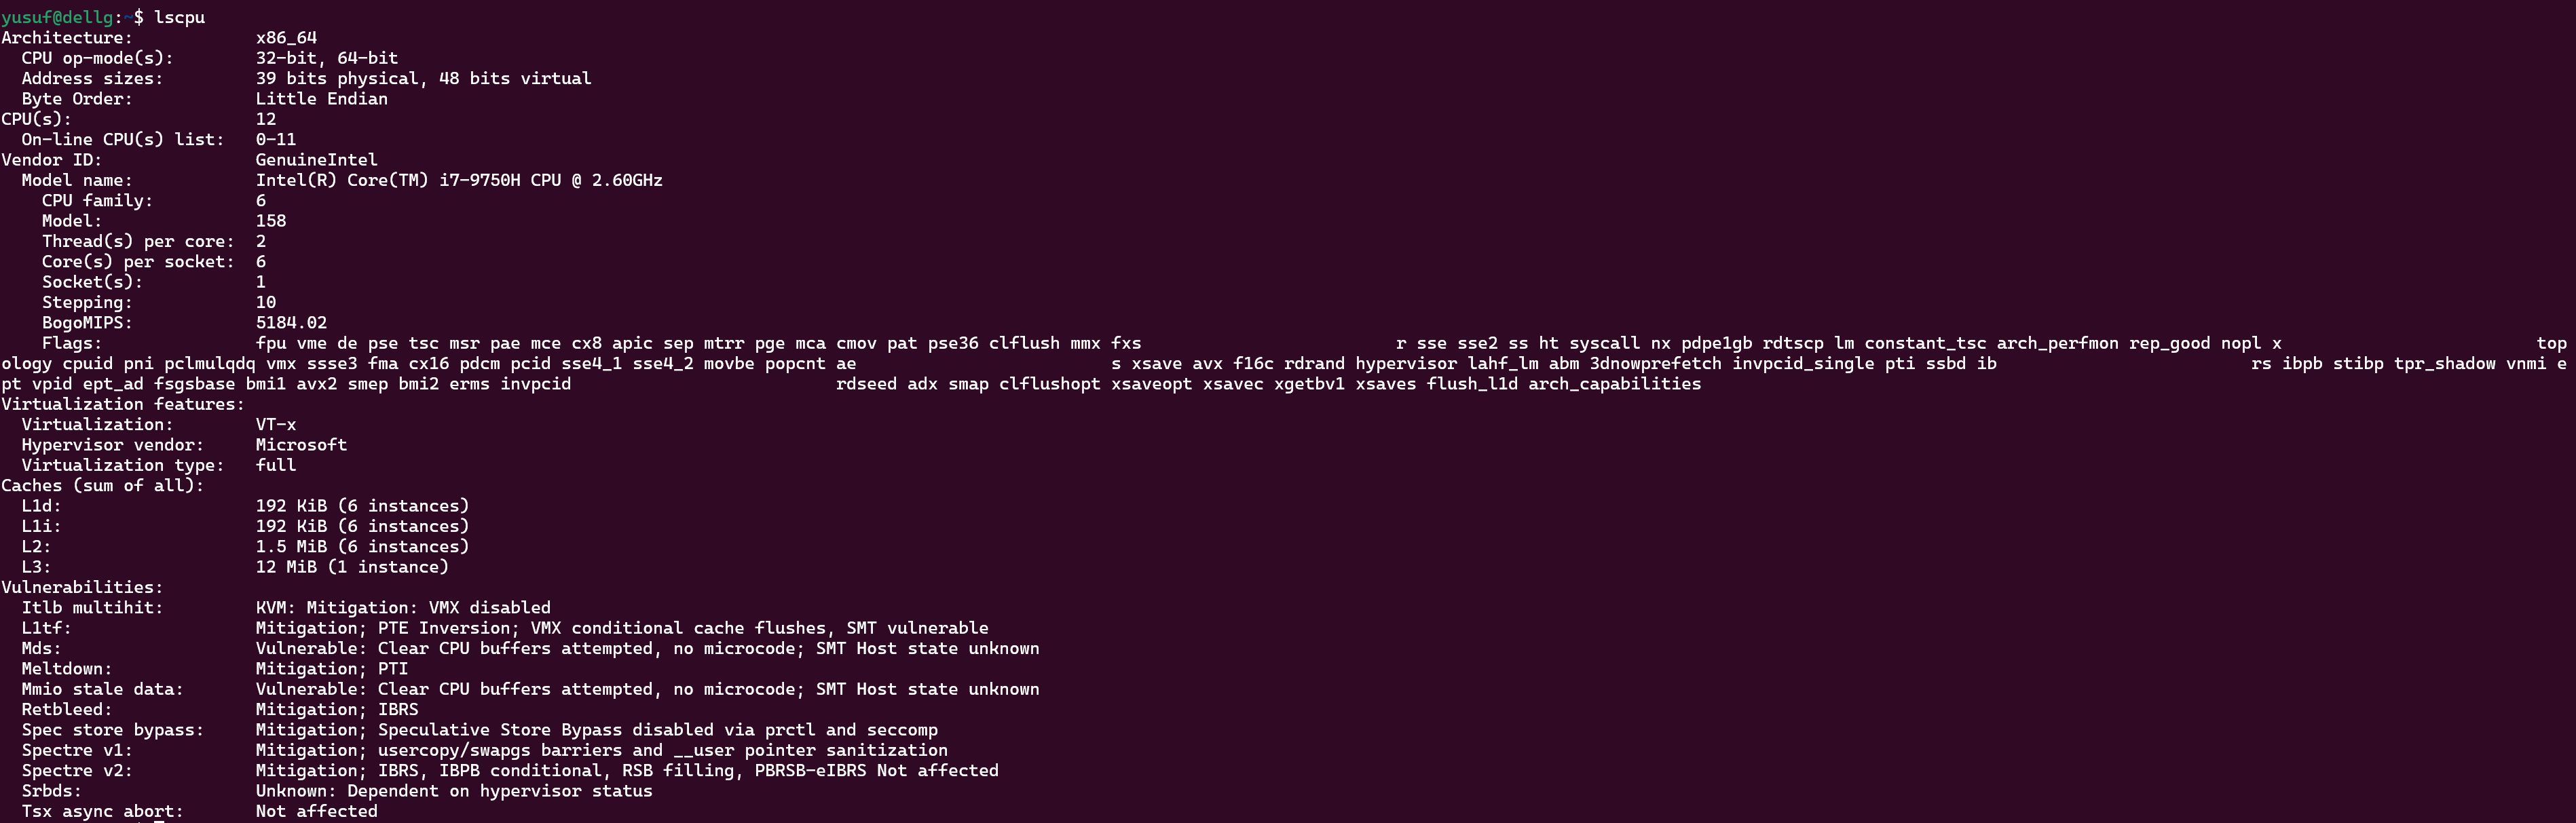 yusuf@dellg:~$ lscpu
Architecture:            x86_64
  CPU op-mode(s):        32-bit, 64-bit
  Address sizes:         39 bits physical, 48 bits virtual
  Byte Order:            Little Endian
CPU(s):                  12
  On-line CPU(s) list:   0-11
Vendor ID:               GenuineIntel
  Model name:            Intel(R) Core(TM) i7-9750H CPU @ 2.60GHz
    CPU family:          6
    Model:               158
    Thread(s) per core:  2
    Core(s) per socket:  6
    Socket(s):           1
    Stepping:            10
    BogoMIPS:            5184.02
    Flags:               fpu vme de pse tsc msr pae mce cx8 apic sep mtrr pge mca cmov pat pse36 clflush mmx fxs                         r sse sse2 ss ht syscall nx pdpe1gb rdtscp lm constant_tsc arch_perfmon rep_good nopl x                         top
ology cpuid pni pclmulqdq vmx ssse3 fma cx16 pdcm pcid sse4_1 sse4_2 movbe popcnt ae                         s xsave avx f16c rdrand hypervisor lahf_lm abm 3dnowprefetch invpcid_single pti ssbd ib                         rs ibpb stibp tpr_shadow vnmi e
pt vpid ept_ad fsgsbase bmi1 avx2 smep bmi2 erms invpcid                          rdseed adx smap clflushopt xsaveopt xsavec xgetbv1 xsaves flush_l1d arch_capabilities
Virtualization features:
  Virtualization:        VT-x
  Hypervisor vendor:     Microsoft
  Virtualization type:   full
Caches (sum of all):
  L1d:                   192 KiB (6 instances)
  L1i:                   192 KiB (6 instances)
  L2:                    1.5 MiB (6 instances)
  L3:                    12 MiB (1 instance)
Vulnerabilities:
  Itlb multihit:         KVM: Mitigation: VMX disabled
  L1tf:                  Mitigation; PTE Inversion; VMX conditional cache flushes, SMT vulnerable
  Mds:                   Vulnerable: Clear CPU buffers attempted, no microcode; SMT Host state unknown
  Meltdown:              Mitigation; PTI
  Mmio stale data:       Vulnerable: Clear CPU buffers attempted, no microcode; SMT Host state unknown
  Retbleed:              Mitigation; IBRS
  Spec store bypass:     Mitigation; Speculative Store Bypass disabled via prctl and seccomp
  Spectre v1:            Mitigation; usercopy/swapgs barriers and __user pointer sanitization
  Spectre v2:            Mitigation; IBRS, IBPB conditional, RSB filling, PBRSB-eIBRS Not affected
  Srbds:                 Unknown: Dependent on hypervisor status
  Tsx async abort:       Not affected